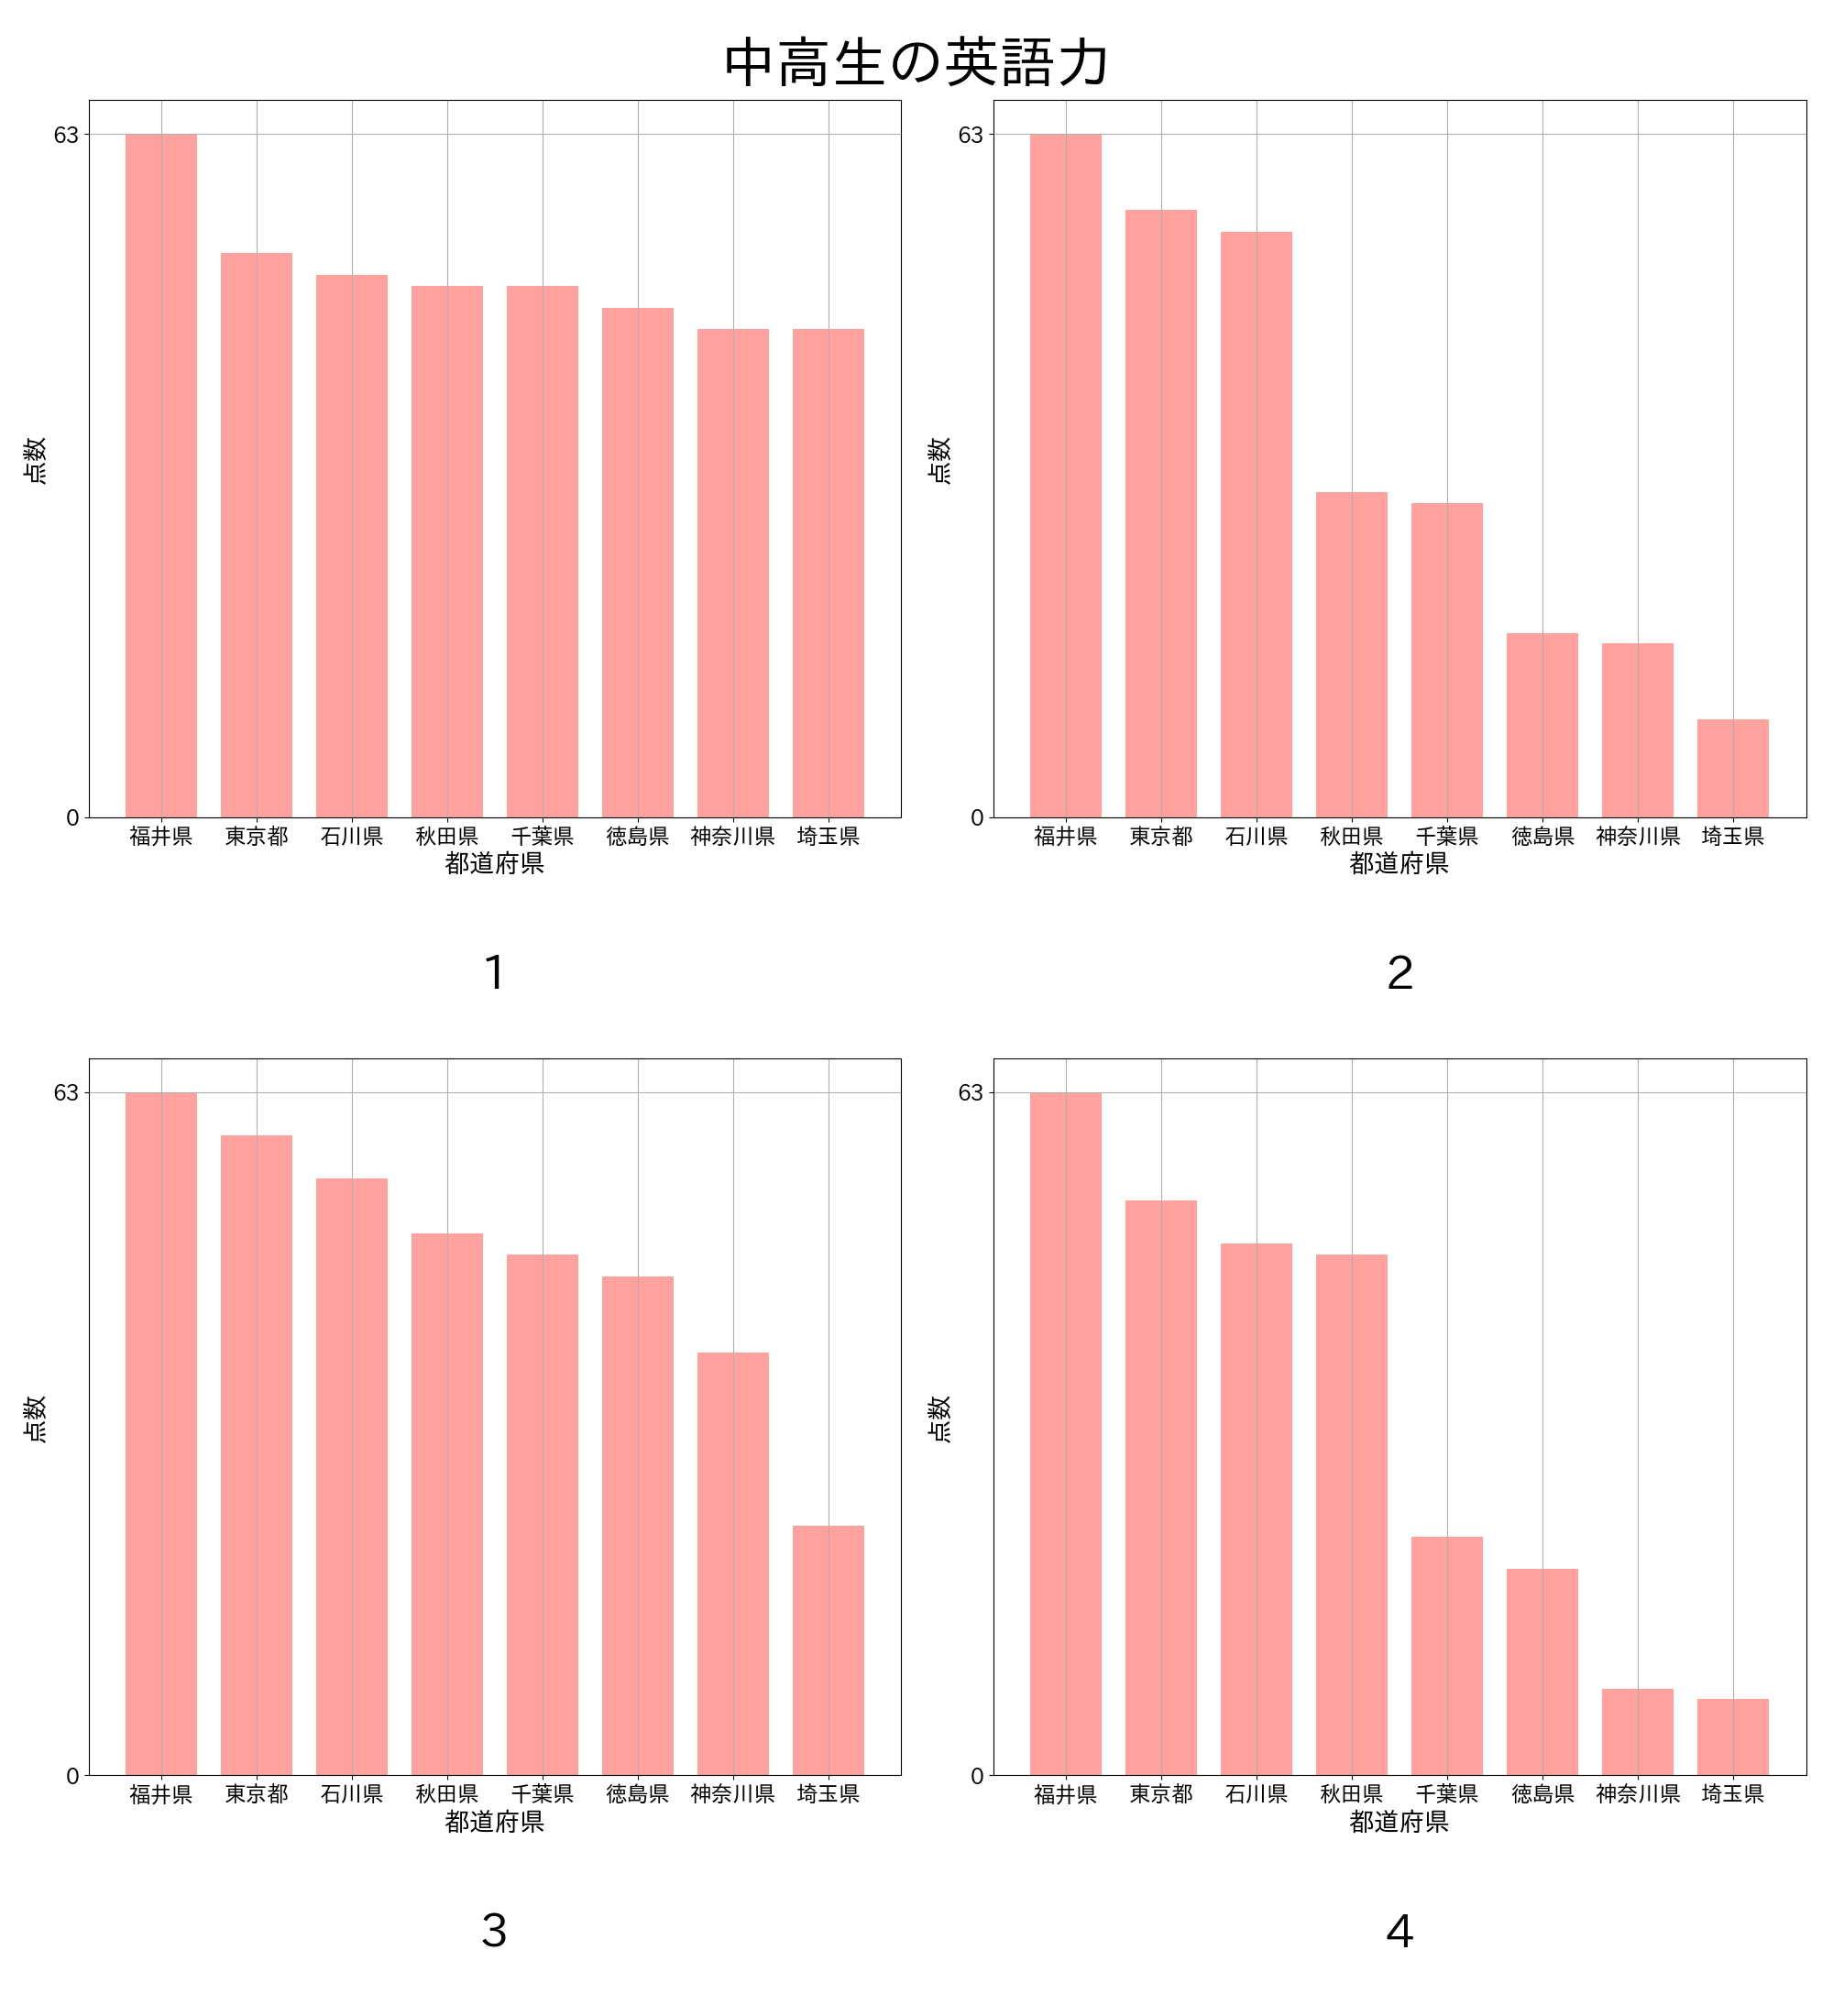 中高生の英語力
63
0
点数
福井県 東京都 石川県 秋田県 千葉県 徳島県 神奈川県 埼玉県
都道府県
1
63
0
点数
福井県 東京都 石川県 秋田県 千葉県 徳島県 神奈川県 埼玉県
都道府県
2
63
0
点数
福井県 東京都 石川県 秋田県 千葉県 徳島県 神奈川県 埼玉県
都道府県
3
63
0
点数
福井県 東京都 石川県 秋田県 千葉県 徳島県 神奈川県 埼玉県
都道府県
4